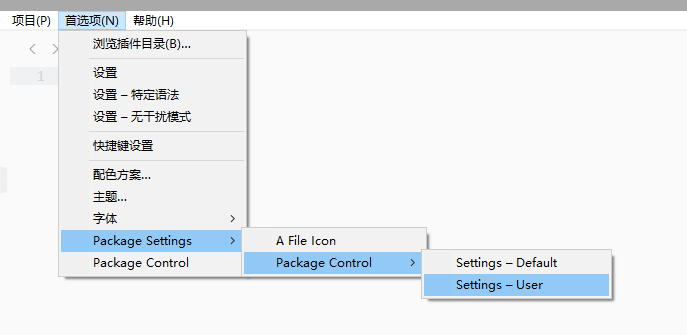 项目(P) 首选项(N) 帮助(H)
浏览插件目录(B)...
1
设置
设置 – 特定语法
设置 – 无干扰模式
快捷键设置
配色方案...
主题...
字体
Package Settings
A File Icon
Package Control
Package Control
Settings – Default
Settings – User